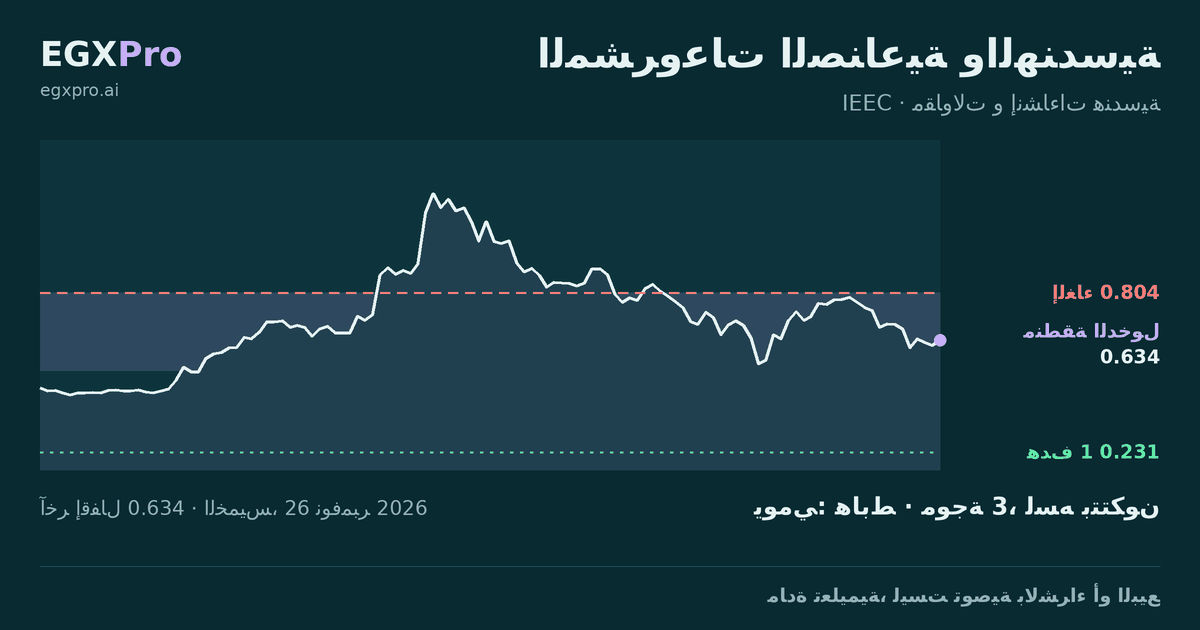 EGXPro
egxpro.ai
المشروعات الصناعية والهندسية
IEEC · مقاولات و إنشاءات هندسية
إلغاء 0.804
منطقة الدخول
0.634
هدف 1 0.231
آخر إقفال 0.634 · الخميس، 26 نوفمبر 2026
يومي: هابط · موجة 3، لسه بتتكون
مادة تعليمية، ليست توصية بالشراء أو البيع